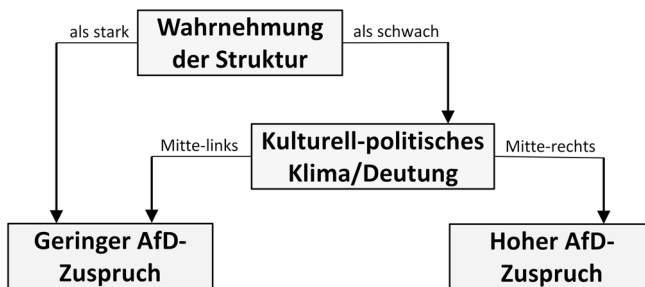 als stark
Wahrnehmung
der Struktur
als schwach
Mitte-links
Kulturell-politisches
Klima/Deutung
Mitte-rechts
Geringer AfD-
Zuspruch
Hoher AfD-
Zuspruch